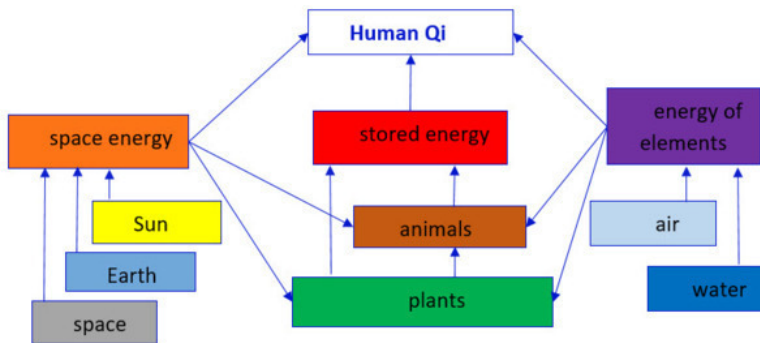 Human Qi
space energy
stored energy
energy of
elements
Sun
animals
air
Earth
plants
water
space